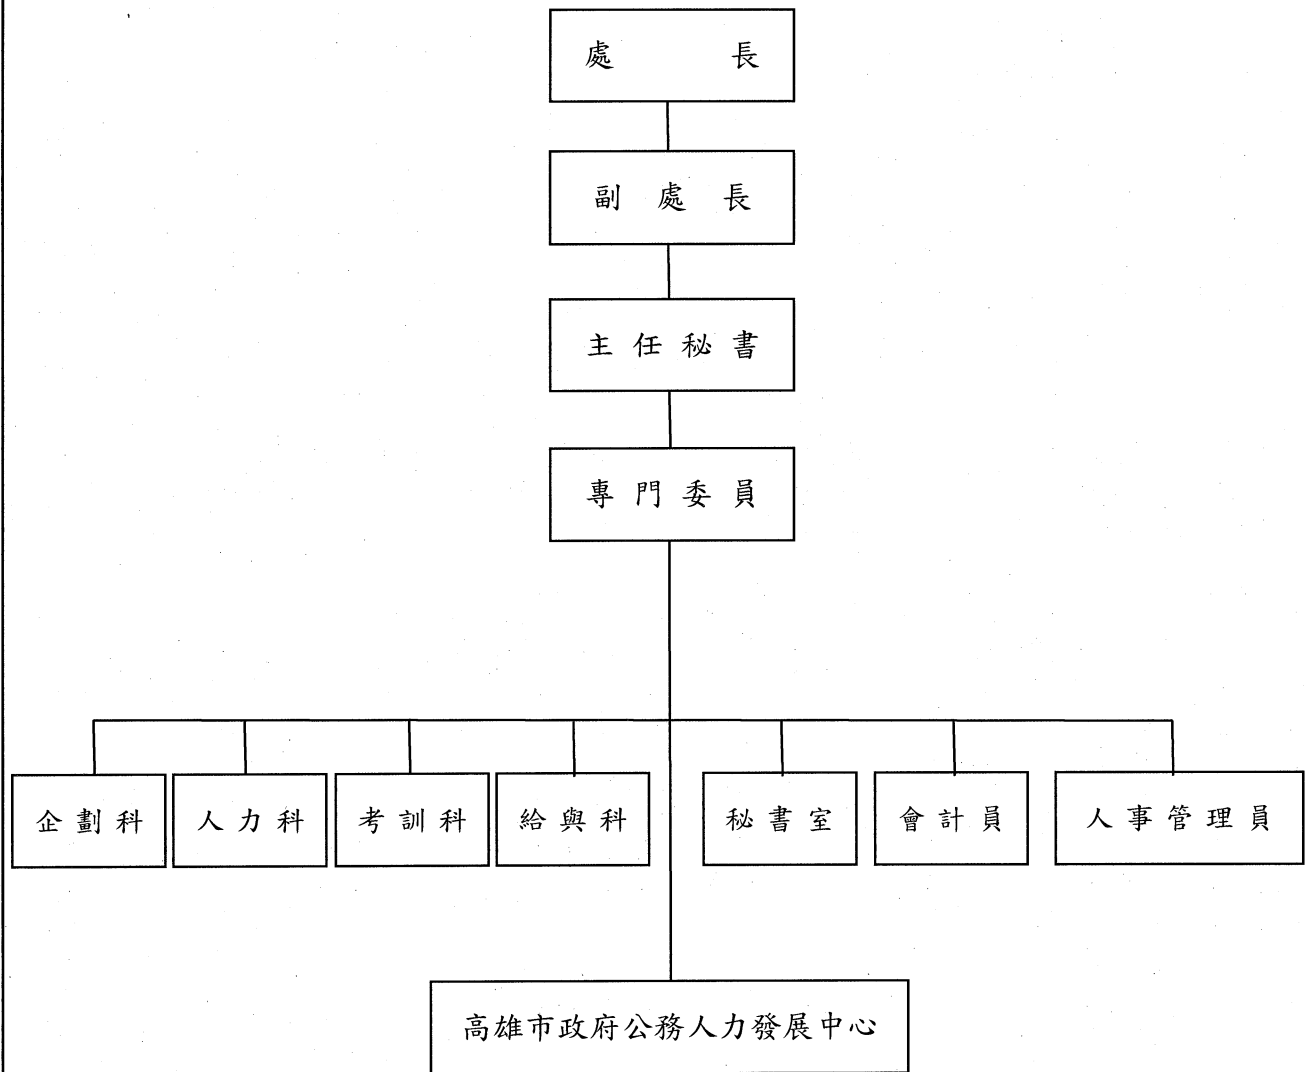 處長
副處長
主任秘書
專門委員
企劃科
人力科
考訓科
給與科
秘書室
會計員
人事管理員
高雄市政府公務人力發展中心